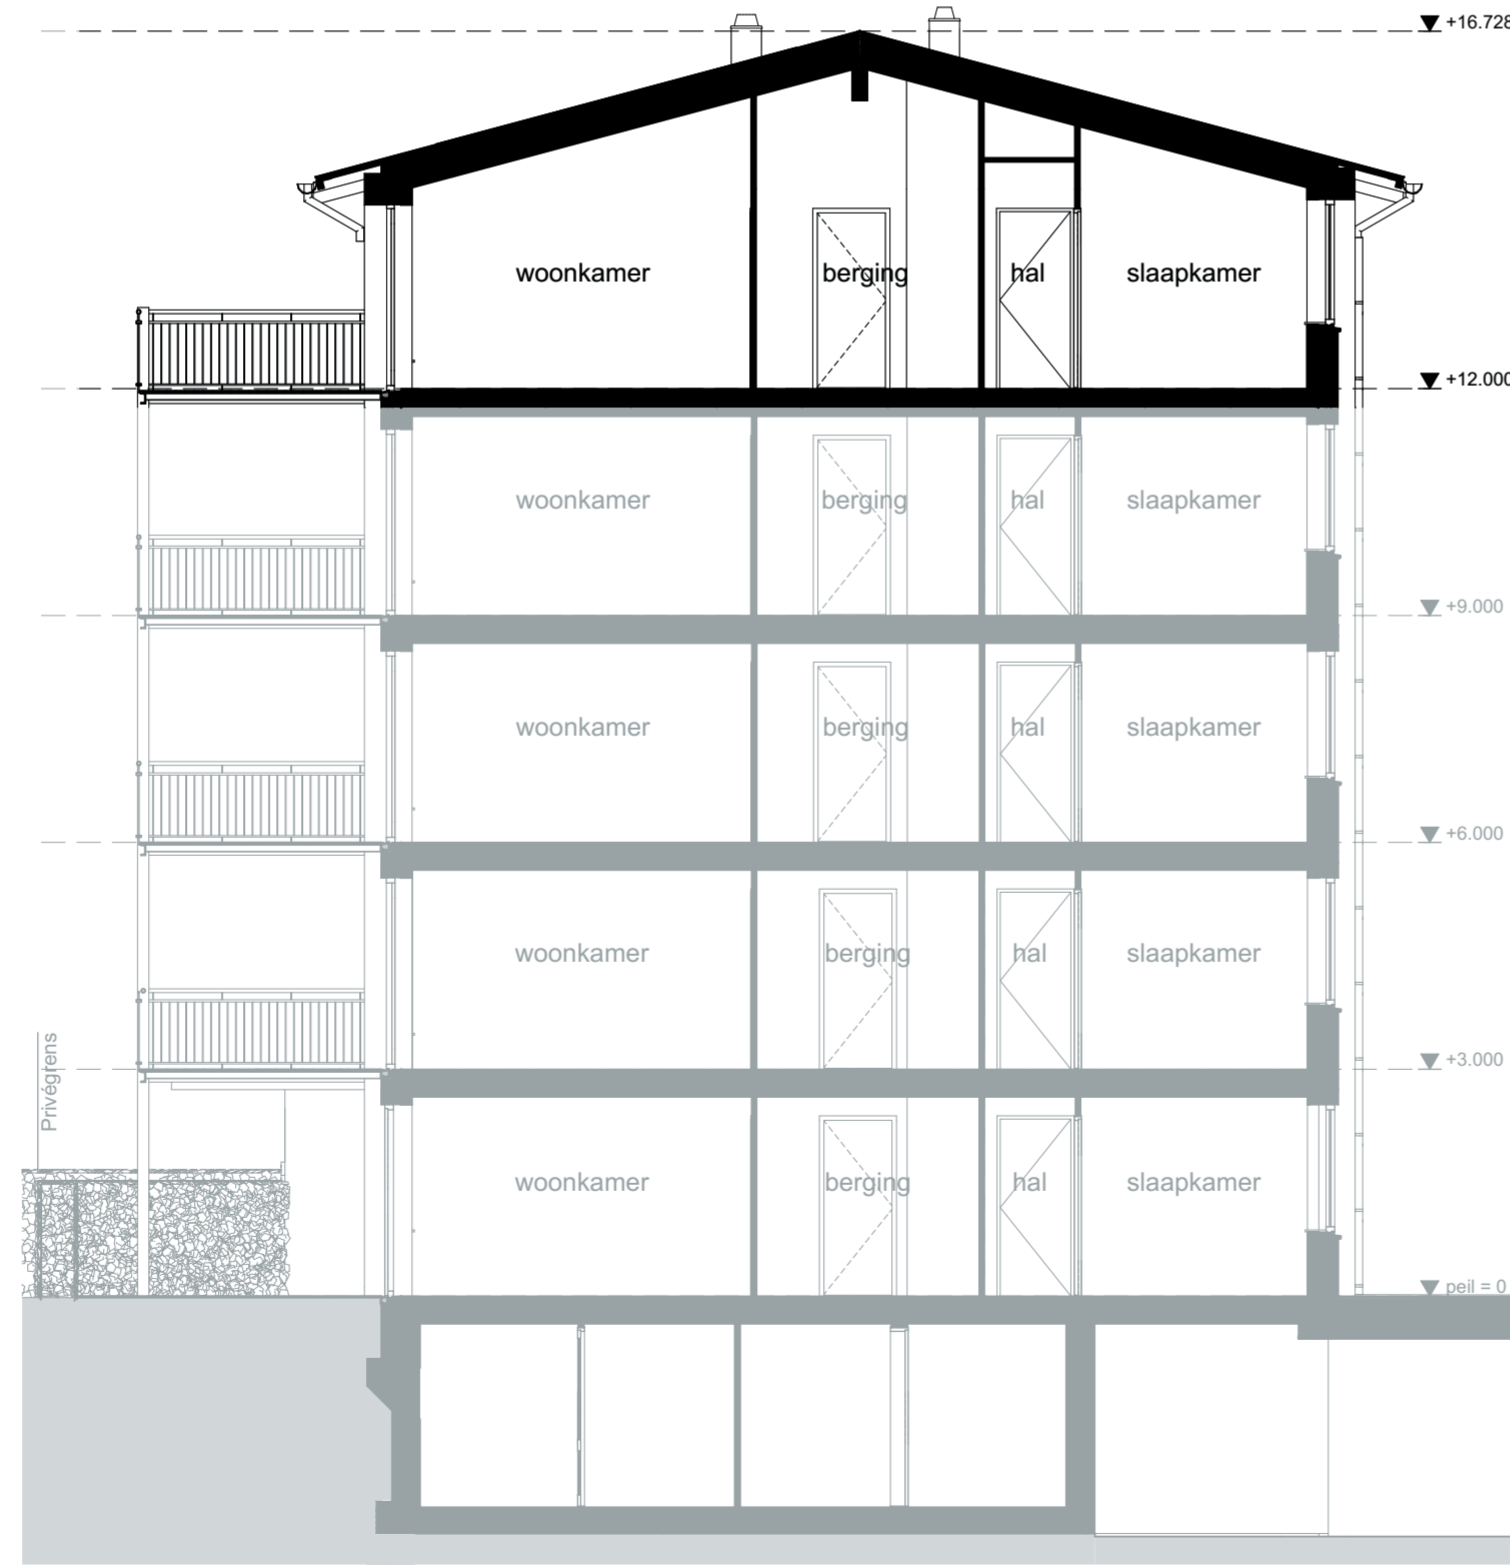 +16.728
woonkamer berging hal slaapkamer
+12.000
woonkamer berging hal slaapkamer
+9.000
woonkamer berging hal slaapkamer
+6.000
woonkamer berging hal slaapkamer
+3.000
Privégrens
woonkamer berging hal slaapkamer
peil = 0